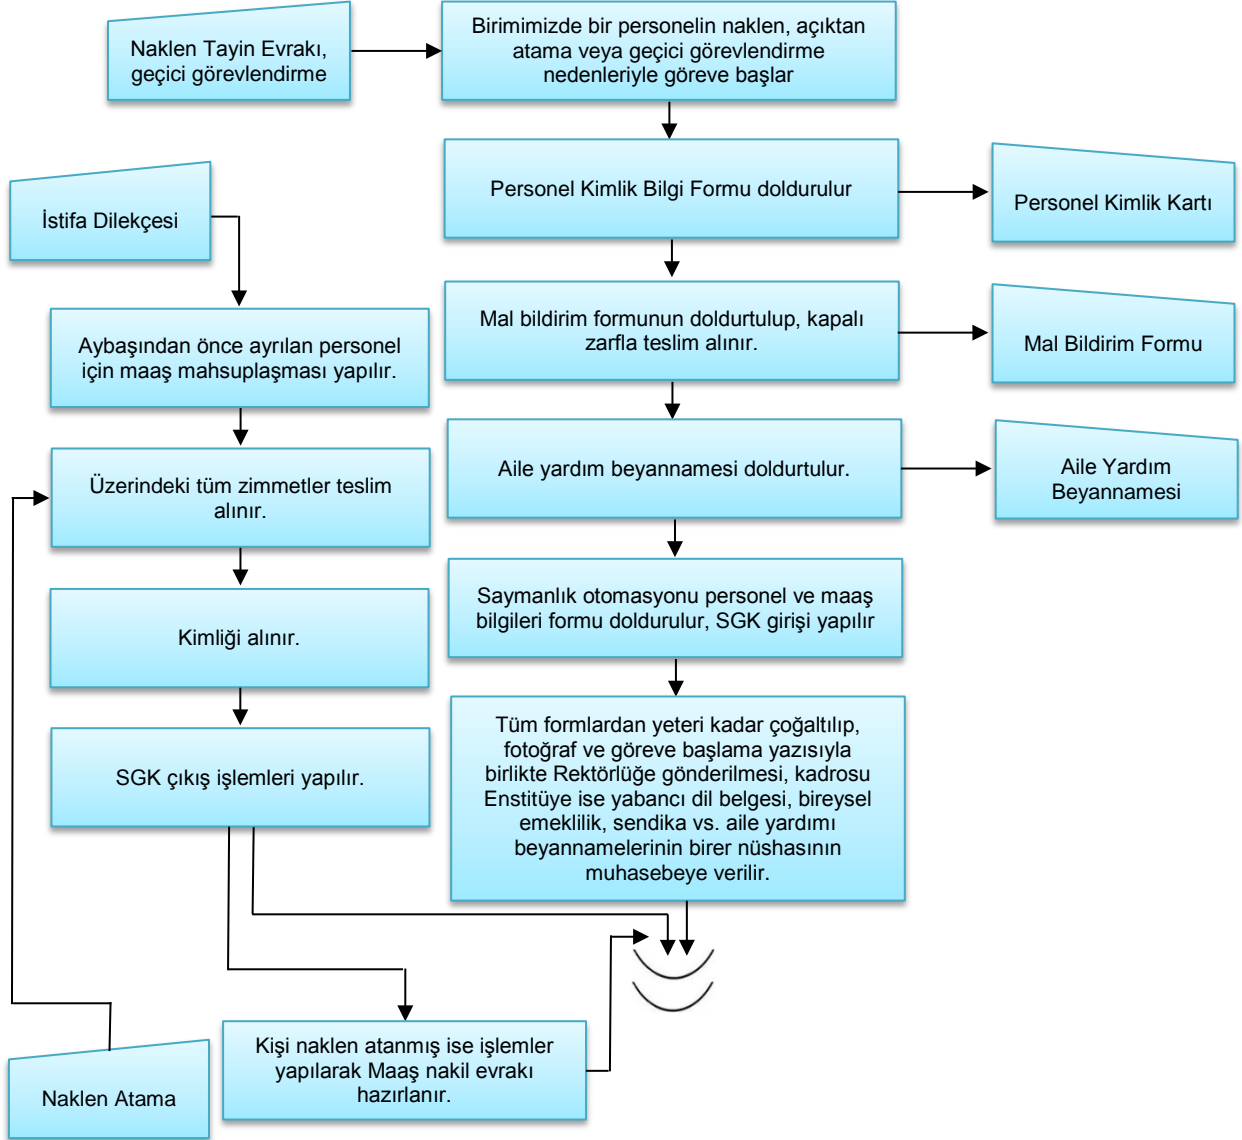 Naklen Tayin Evrakı,
geçici görevlendirme
Birimimizde bir personelin naklen, açıktan
atama veya geçici görevlendirme
nedenleriyle göreve başlar
Personel Kimlik Bilgi Formu doldurulur
Personel Kimlik Kartı
İstifa Dilekçesi
Mal bildirim formunun doldurtulup, kapalı
zarfla teslim alınır.
Mal Bildirim Formu
Aybaşından önce ayrılan personel
için maaş mahsuplaşması yapılır.
Aile yardım beyannamesi doldurtulur.
Aile Yardım
Beyannamesi
Üzerindeki tüm zimmetler teslim
alınır.
Saymanlık otomasyonu personel ve maaş
bilgileri formu doldurulur, SGK girişi yapılır
Kimliği alınır.
Tüm formlardan yeteri kadar çoğaltılıp,
fotoğraf ve göreve başlama yazısıyla
birlikte Rektörlüğe gönderilmesi, kadrosu
Enstitüye ise yabancı dil belgesi, bireysel
emeklilik, sendika vs. aile yardımı
beyannamelerinin birer nüshasının
muhasebeye verilir.
SGK çıkış işlemleri yapılır.
Kişi naklen atanmış ise işlemler
yapılarak Maaş nakil evrakı
hazırlanır.
Naklen Atama